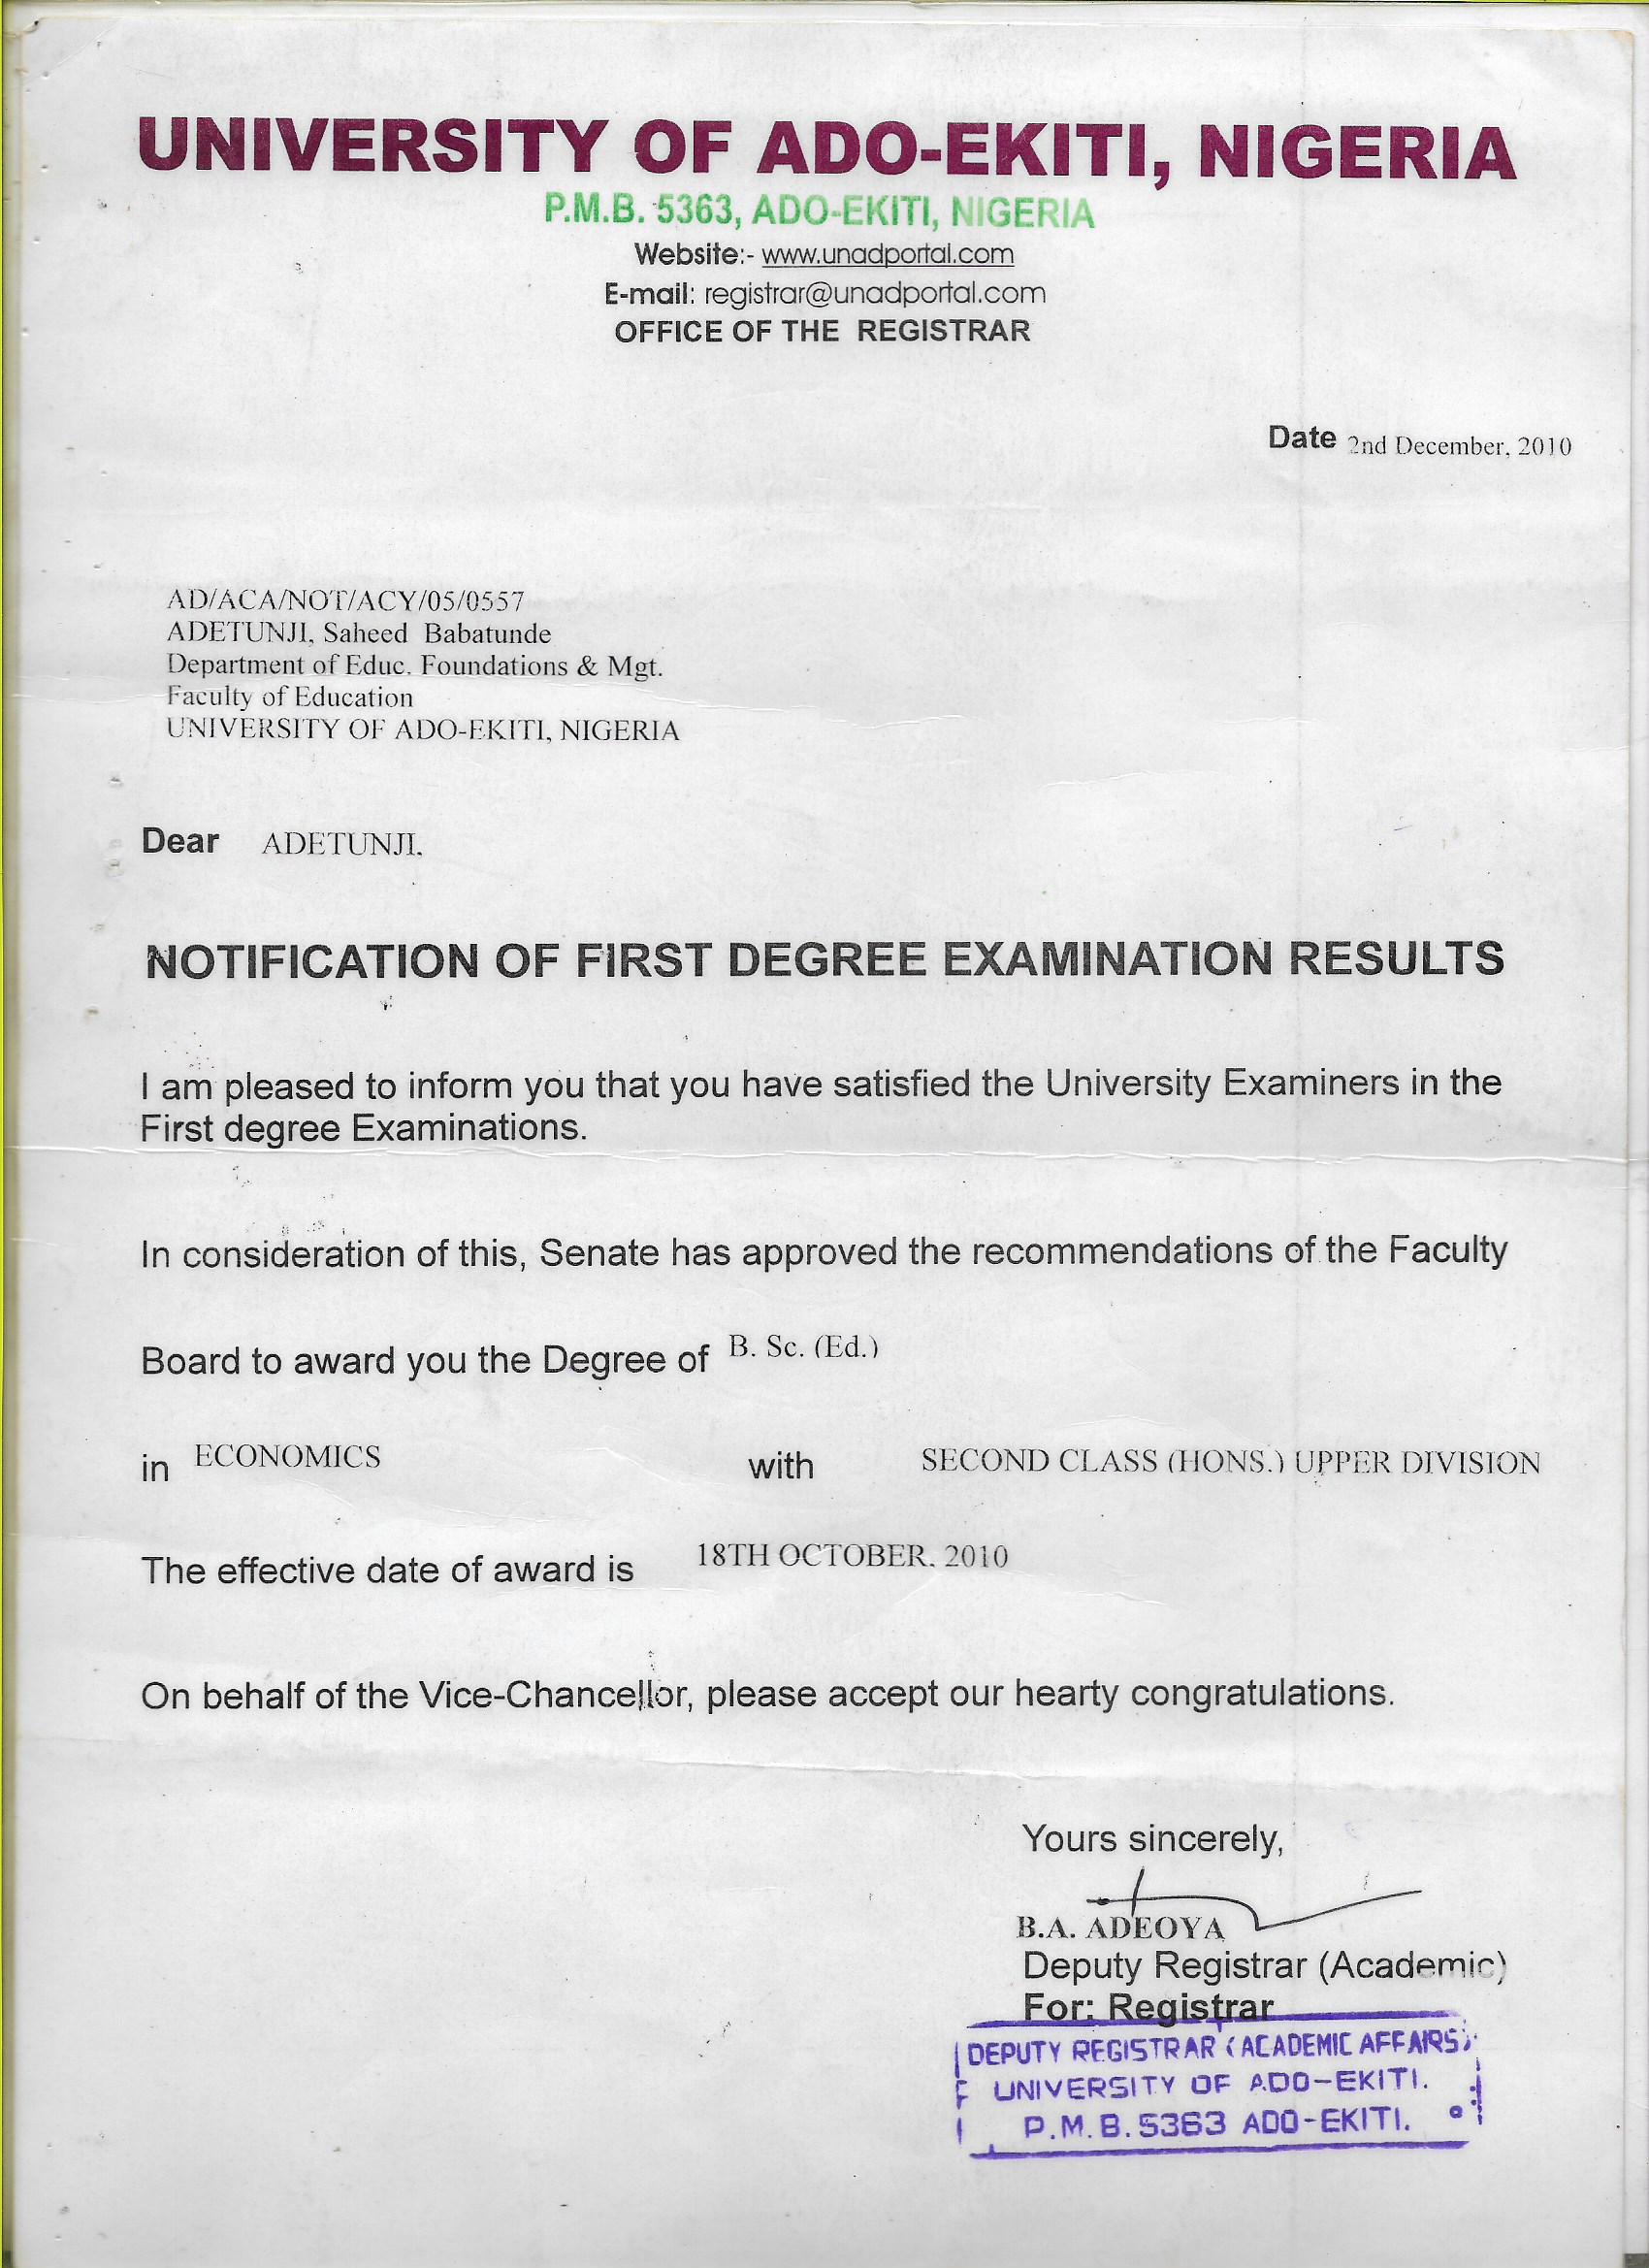 UNIVERSITY OF ADO-EKITI, NIGERIA
P.M.B. 5363, ADO-EKITI, NIGERIA
Website:- www.unadportal.com
E-mail: registrar@unadportal.com
OFFICE OF THE REGISTRAR
Date 2nd December, 2010
AD/ACA/NOT/ACY/05/0557
ADETUNJI, Saheed Babatunde
Department of Educ. Foundations & Mgt.
Faculty of Education
UNIVERSITY OF ADO-EKITI, NIGERIA
Dear ADETUNJI,
NOTIFICATION OF FIRST DEGREE EXAMINATION RESULTS
I am pleased to inform you that you have satisfied the University Examiners in the
First degree Examinations.
In consideration of this, Senate has approved the recommendations of the Faculty
Board to award you the Degree of B. Sc. (Ed.)
in ECONOMICS with SECOND CLASS (HONS.) UPPER DIVISION
The effective date of award is 18TH OCTOBER, 2010
On behalf of the Vice-Chancellor, please accept our hearty congratulations.
Yours sincerely,
B.A. ADEOYA
Deputy Registrar (Academic)
For: Registrar
DEPUTY REGISTRAR (ACADEMIC AFFAIRS)
UNIVERSITY OF ADO-EKITI.
P.M.B. 5363 ADO-EKITI.